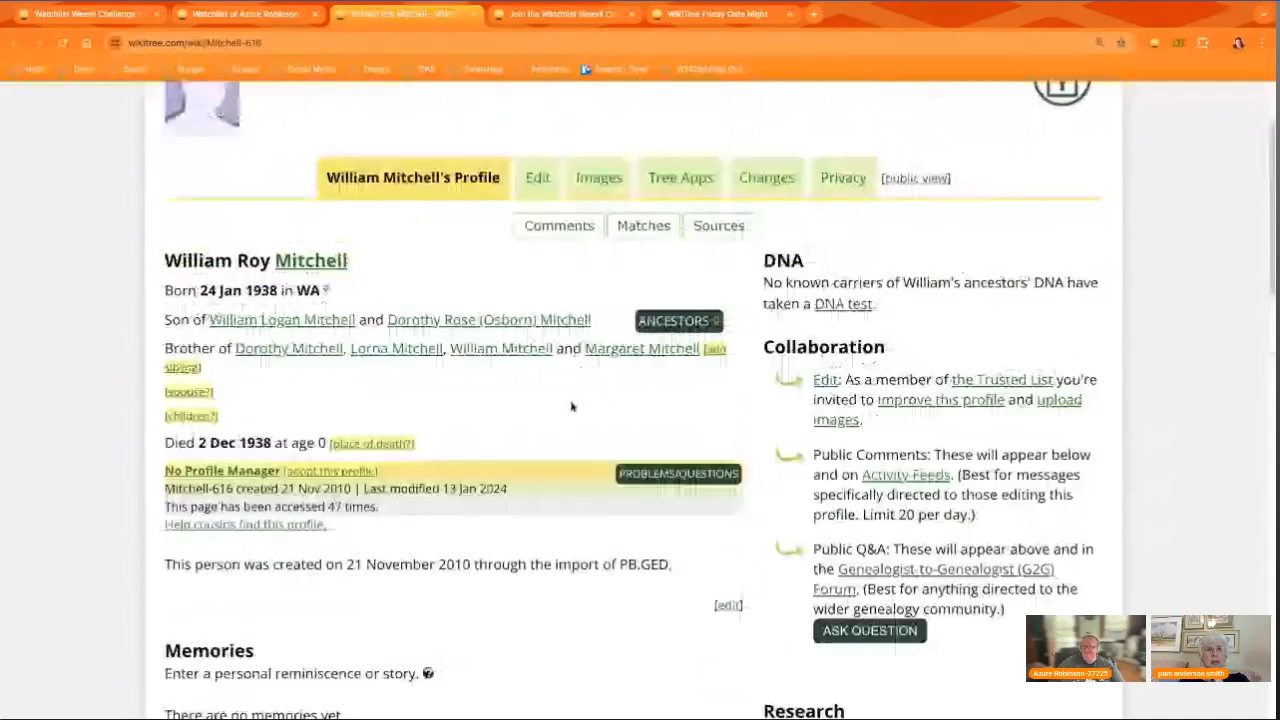 Watchlist Weevil Challenge
Watchlist of Azure Robinson
William Roy Mitchell - Wiki
Join the Watchlist Weevil C
WikiTree Friday Date Night
wikitree.com/wiki/Mitchell-616
Social Media
William Mitchell's Profile
Edit
Images
Tree Apps
Changes
Privacy
[public view]
Comments
Matches
Sources
William Roy Mitchell
Born 24 Jan 1938 in WA
Son of William Logan Mitchell and Dorothy Rose (Osborn) Mitchell
ANCESTORS
Brother of Dorothy Mitchell, Lorna Mitchell, William Mitchell and Margaret Mitchell [add
sibling]
[spouse?]
[children?]
Died 2 Dec 1938 at age 0 [place of death?]
No Profile Manager [adopt this profile]
PROBLEMS/QUESTIONS
Mitchell-616 created 21 Nov 2010 | Last modified 13 Jan 2024
This page has been accessed 47 times.
Help cousins find this profile.
This person was created on 21 November 2010 through the import of PB.GED.
[edit]
Memories
Enter a personal reminiscence or story.
There are no memories yet
DNA
No known carriers of William's ancestors' DNA have
taken a DNA test.
Collaboration
Edit: As a member of the Trusted List you're
invited to improve this profile and upload
images.
Public Comments: These will appear below
and on Activity Feeds. (Best for messages
specifically directed to those editing this
profile. Limit 20 per day.)
Public Q&A: These will appear above and in
the Genealogist-to-Genealogist (G2G)
Forum. (Best for anything directed to the
wider genealogy community.)
ASK QUESTION
Research
Azure Robinson-27225
pam anderson smith